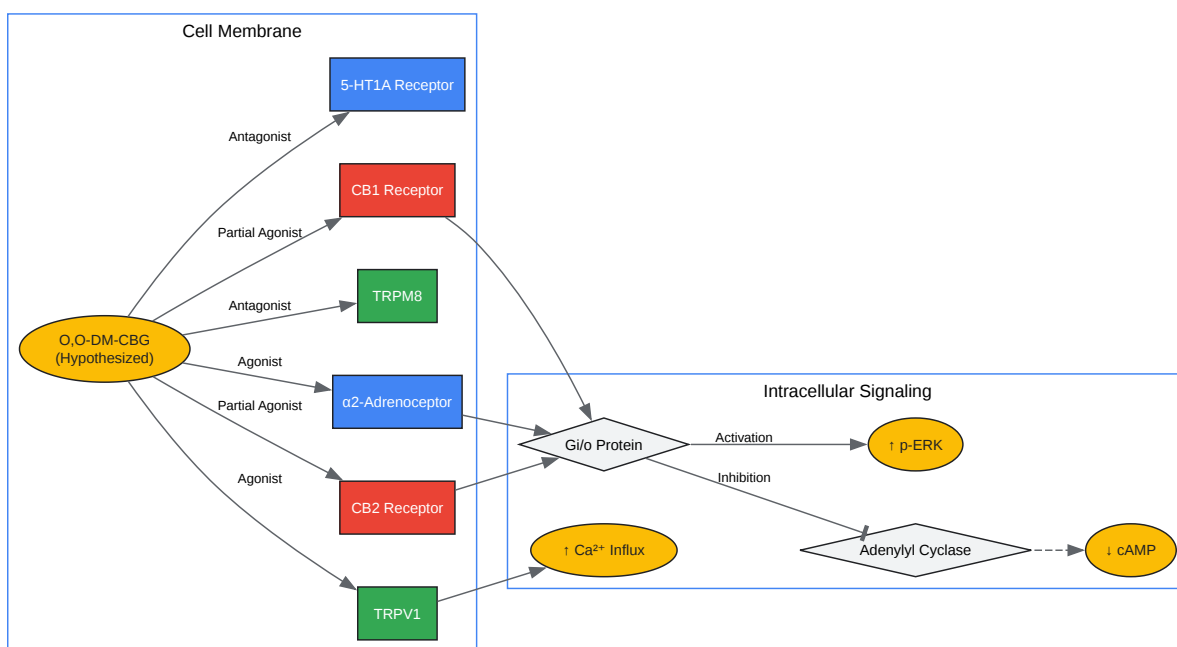 Cell Membrane
5-HT1A Receptor
Antagonist
CB1 Receptor
Partial Agonist
TRPM8
Antagonist
O,O-DM-CBG
(Hypothesized)
Agonist
α2-Adrenoceptor
Partial Agonist
CB2 Receptor
Agonist
TRPV1
Intracellular Signaling
Gi/o Protein
Activation
↑ p-ERK
Inhibition
↑ Ca²⁺ Influx
Adenylyl Cyclase
↓ cAMP